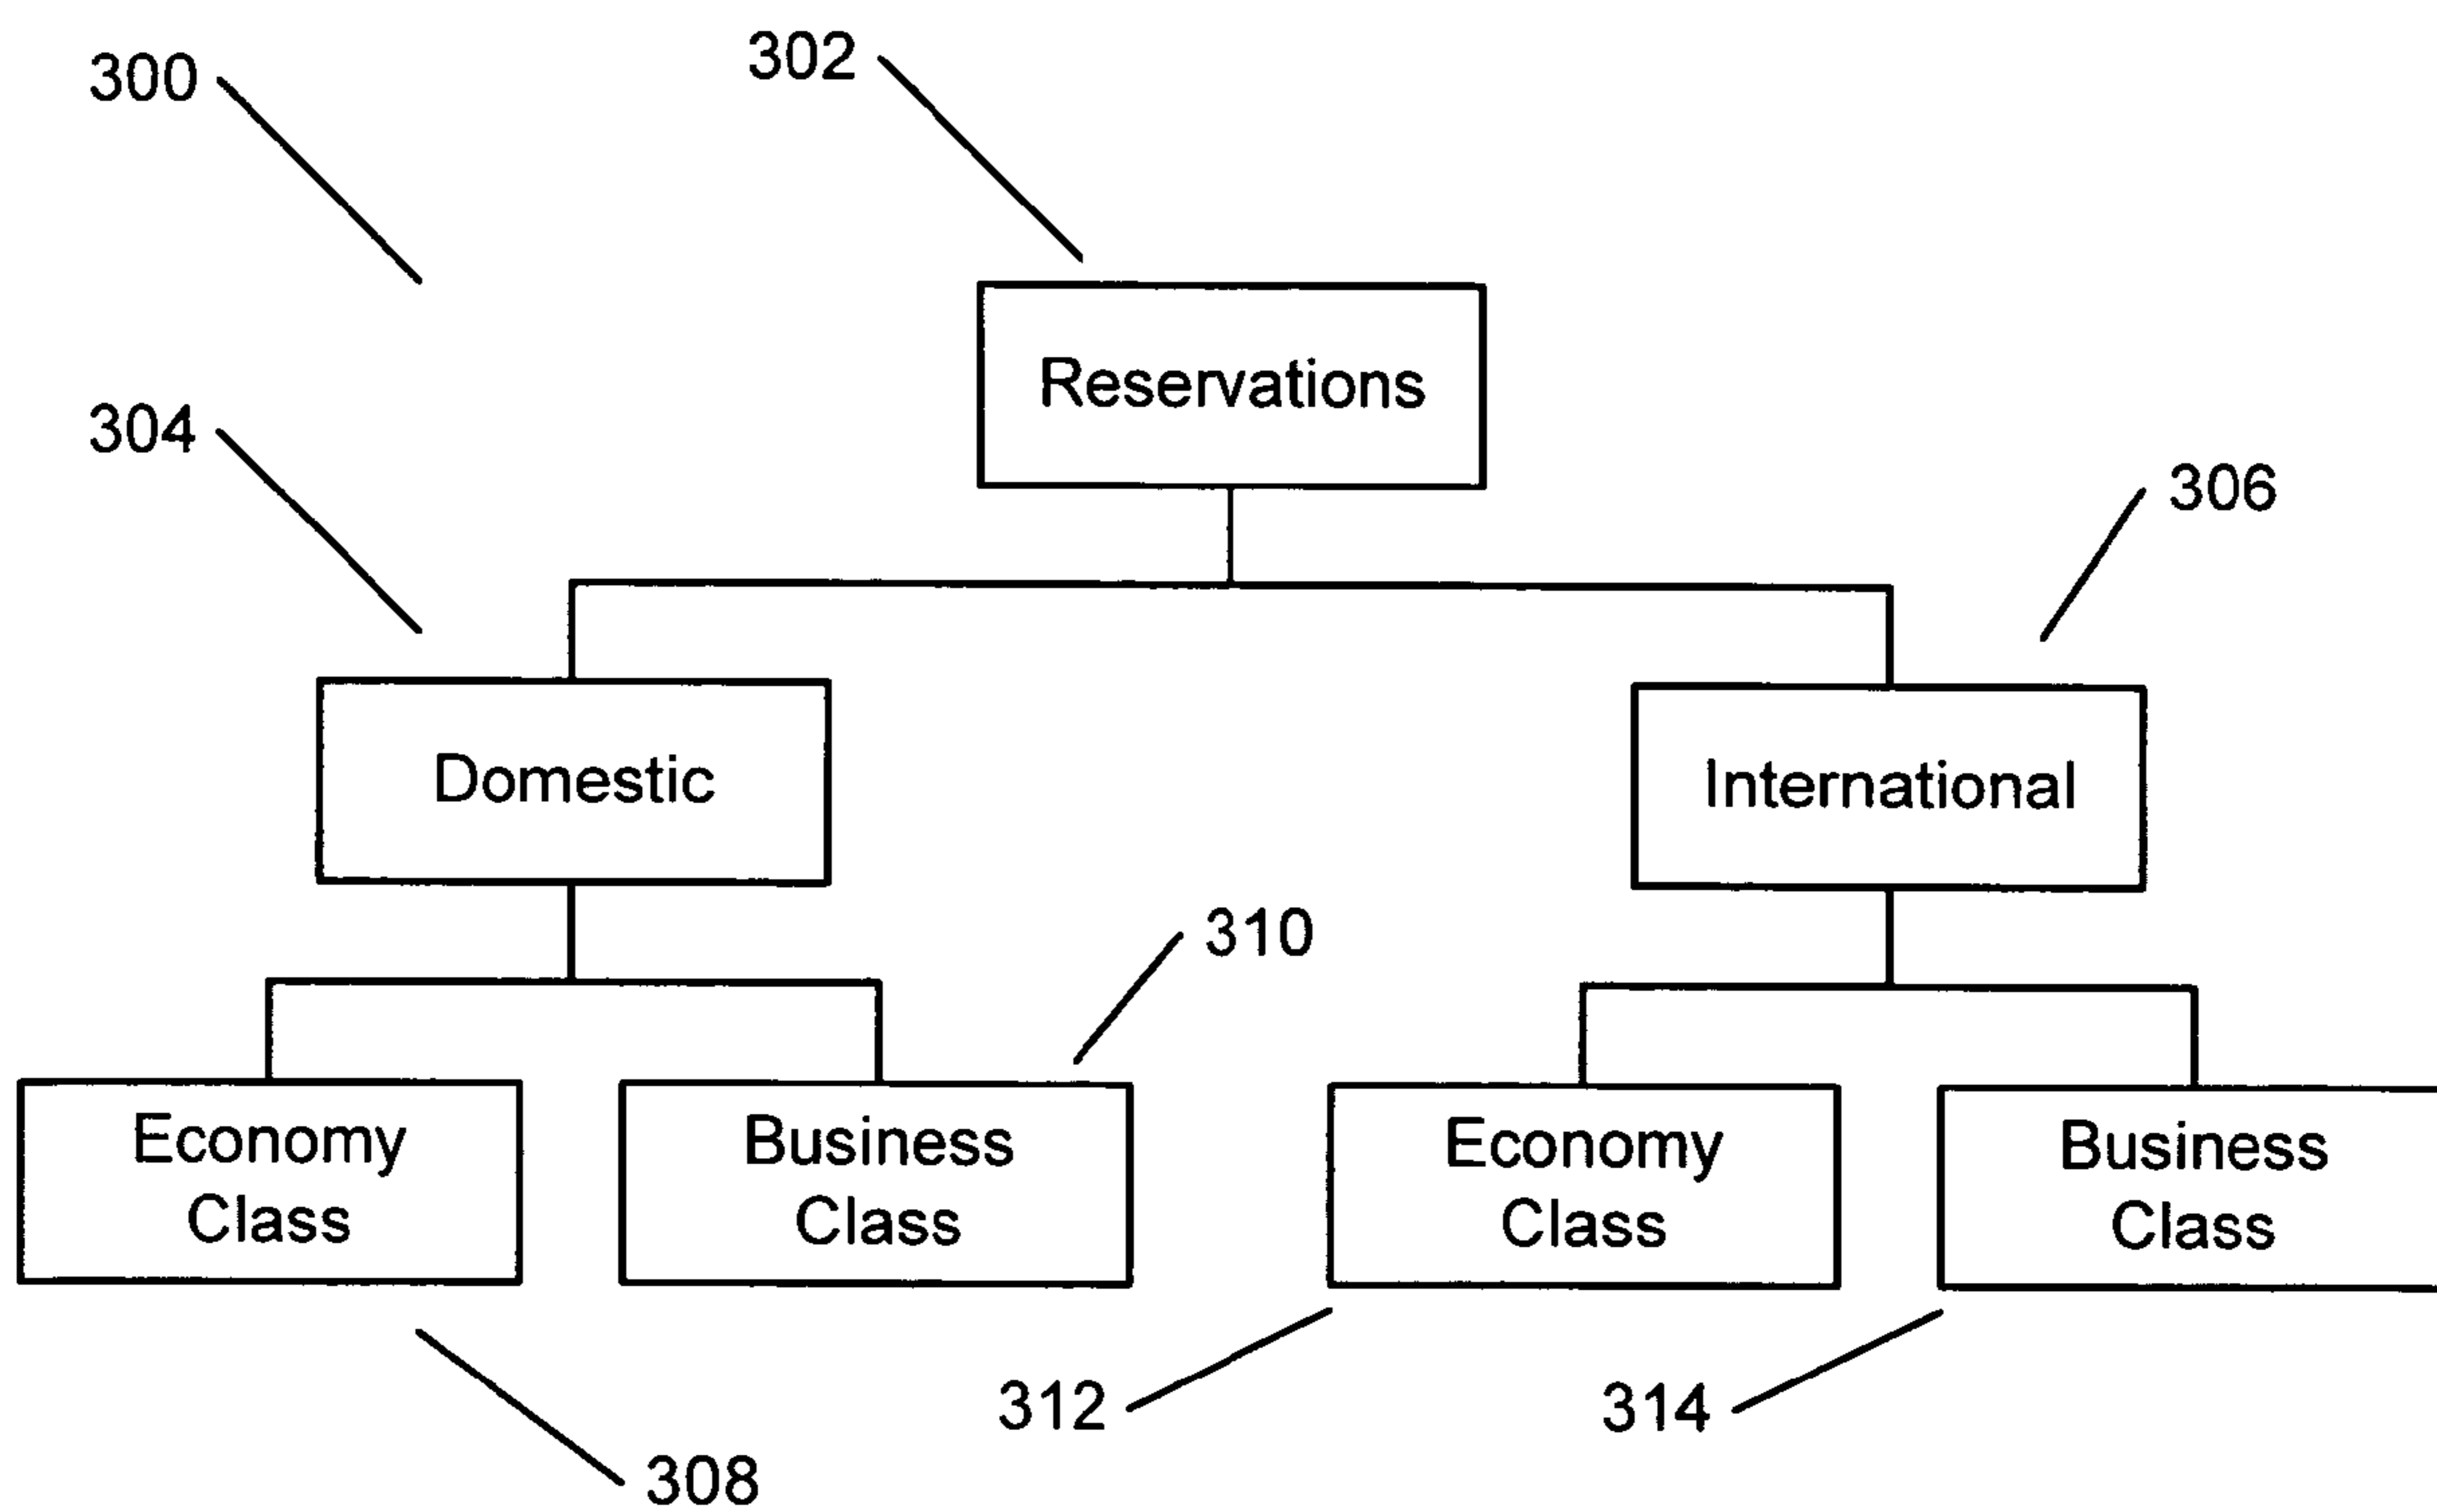 300
302
Reservations
304
306
Domestic
International
310
Economy
Class
Business
Class
Economy
Class
Business
Class
312
314
308